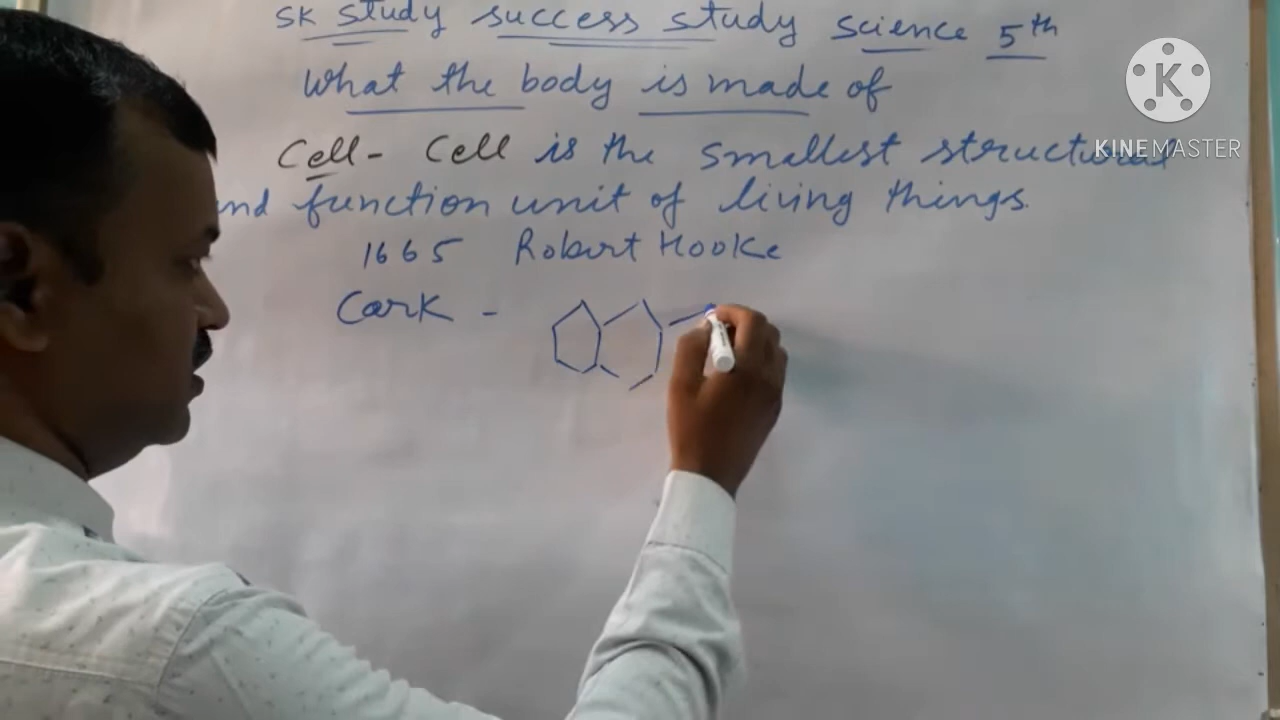 SK study success study science 5th
What the body is made of
Cell - Cell is the smallest structural
and function unit of living things.
1665 Robert Hooke
Cark -
K
KINEMASTER